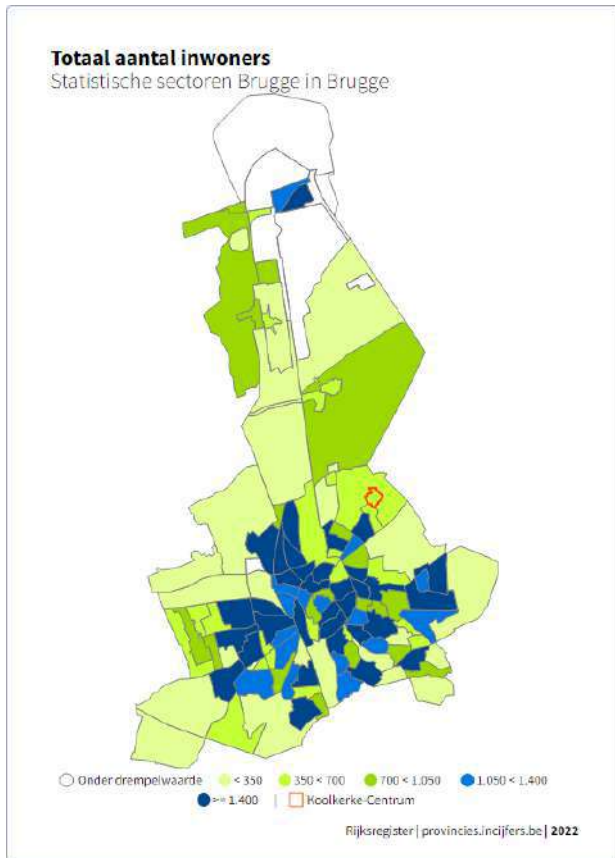 Totaal aantal inwoners
Statistische sectoren Brugge in Brugge
Onder drempelwaarde < 350 350 < 700 700 < 1.050 1.050 < 1.400
>= 1.400 | Koolkerke-Centrum
Rijksregister | provincies.incijfers.be | 2022